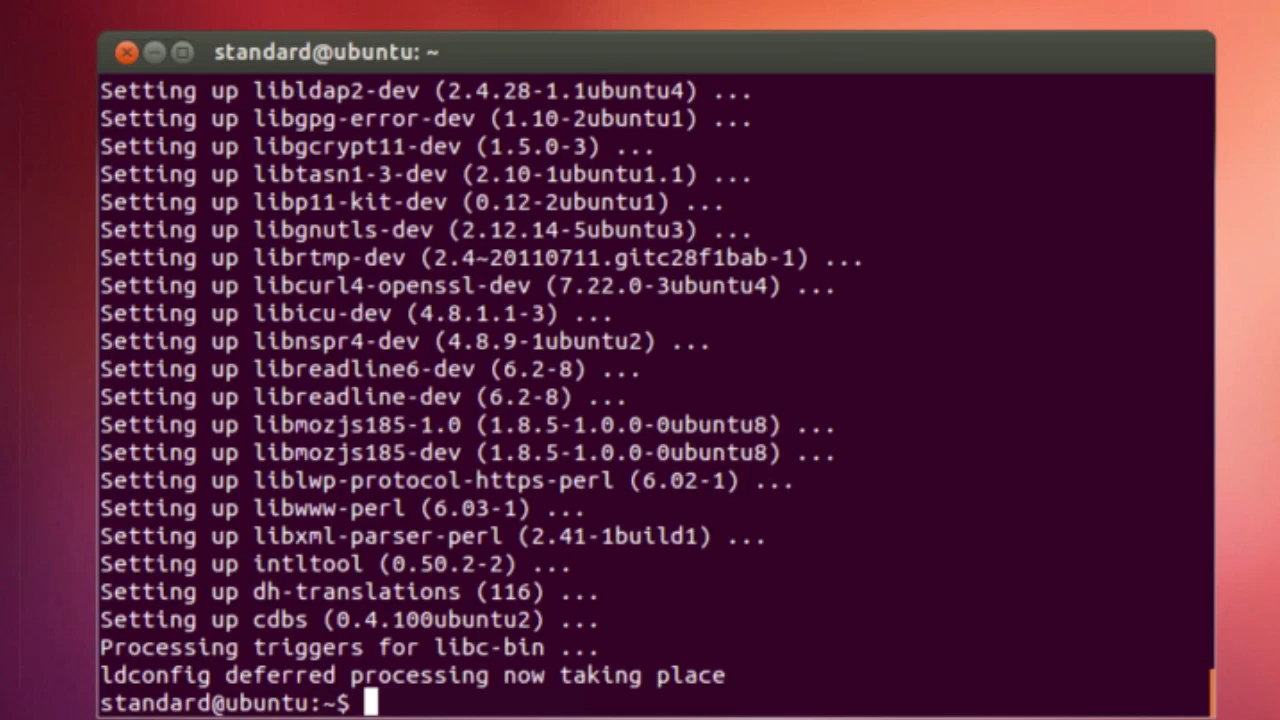 standard@ubuntu: ~
Setting up libldap2-dev (2.4.28-1.1ubuntu4) ...
Setting up libgpg-error-dev (1.10-2ubuntu1) ...
Setting up libgcrypt11-dev (1.5.0-3) ...
Setting up libtasn1-3-dev (2.10-1ubuntu1.1) ...
Setting up libp11-kit-dev (0.12-2ubuntu1) ...
Setting up libgnutls-dev (2.12.14-5ubuntu3) ...
Setting up librtmp-dev (2.4~20110711.gitc28f1bab-1) ...
Setting up libcurl4-openssl-dev (7.22.0-3ubuntu4) ...
Setting up libicu-dev (4.8.1.1-3) ...
Setting up libnspr4-dev (4.8.9-1ubuntu2) ...
Setting up libreadline6-dev (6.2-8) ...
Setting up libreadline-dev (6.2-8) ...
Setting up libmozjs185-1.0 (1.8.5-1.0.0-0ubuntu8) ...
Setting up libmozjs185-dev (1.8.5-1.0.0-0ubuntu8) ...
Setting up liblwp-protocol-https-perl (6.02-1) ...
Setting up libwww-perl (6.03-1) ...
Setting up libxml-parser-perl (2.41-1build1) ...
Setting up intltool (0.50.2-2) ...
Setting up dh-translations (116) ...
Setting up cdbs (0.4.100ubuntu2) ...
Processing triggers for libc-bin ...
ldconfig deferred processing now taking place
standard@ubuntu:~$